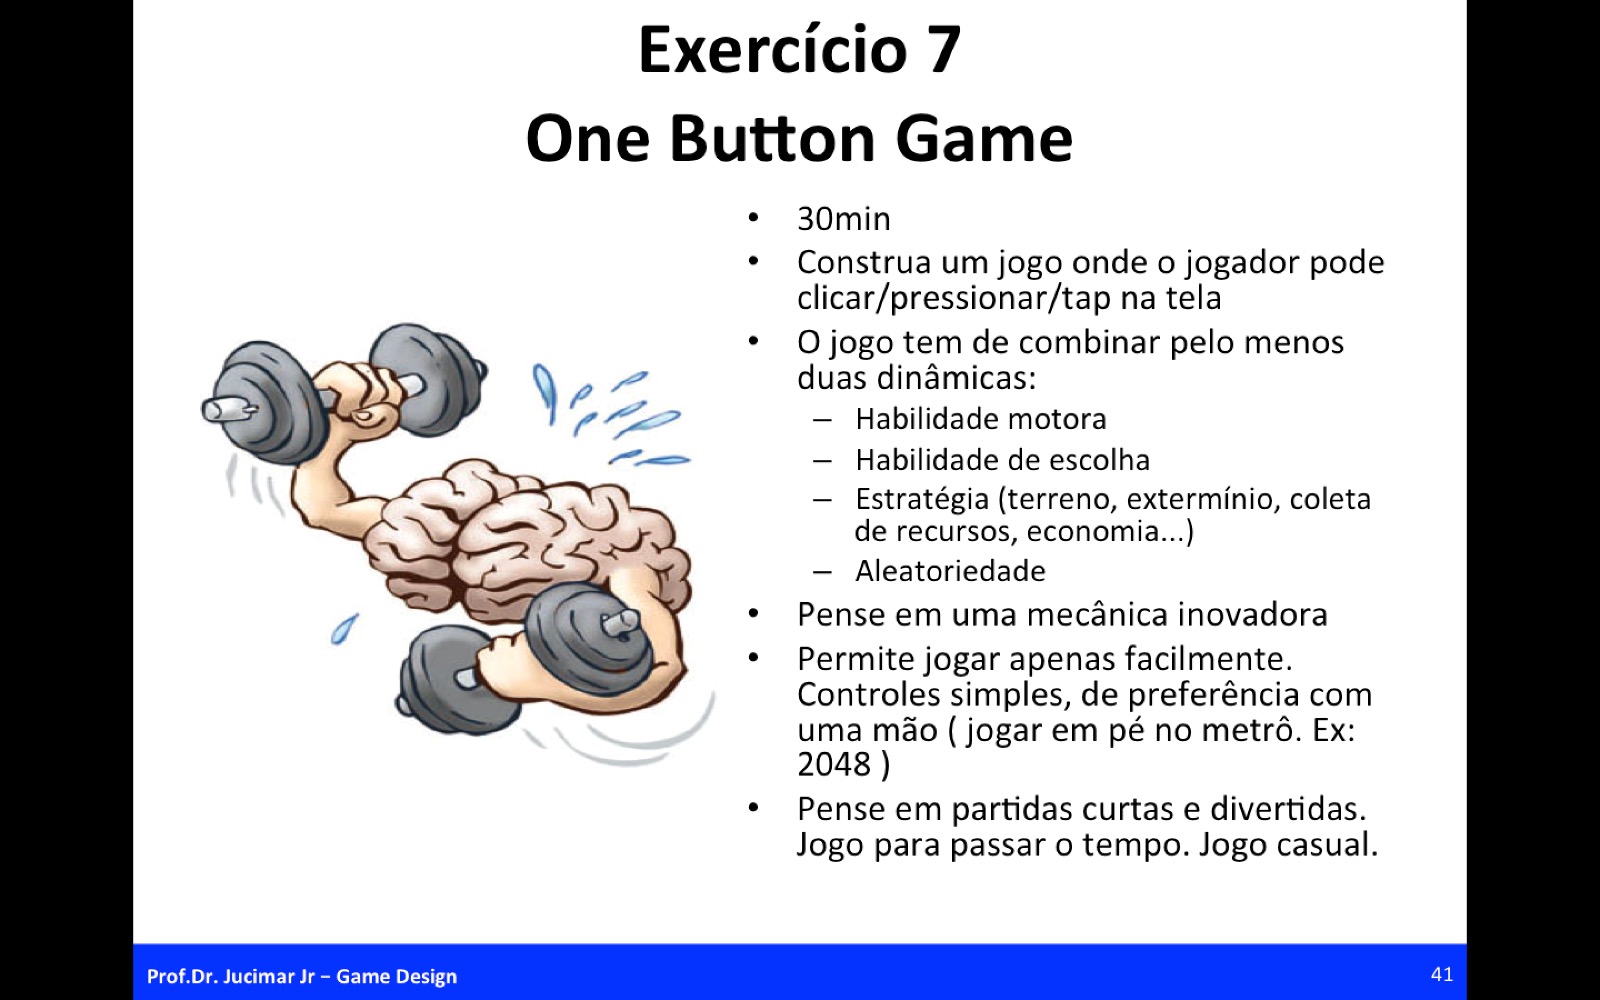 Exercício 7
One Button Game
• 30min
• Construa um jogo onde o jogador pode
clicar/pressionar/tap na tela
• O jogo tem de combinar pelo menos
duas dinâmicas:
– Habilidade motora
– Habilidade de escolha
– Estratégia (terreno, extermínio, coleta
de recursos, economia...)
– Aleatoriedade
• Pense em uma mecânica inovadora
• Permite jogar apenas facilmente.
Controles simples, de preferência com
uma mão ( jogar em pé no metrô. Ex:
2048 )
• Pense em partidas curtas e divertidas.
Jogo para passar o tempo. Jogo casual.
Prof.Dr. Jucimar Jr – Game Design
41